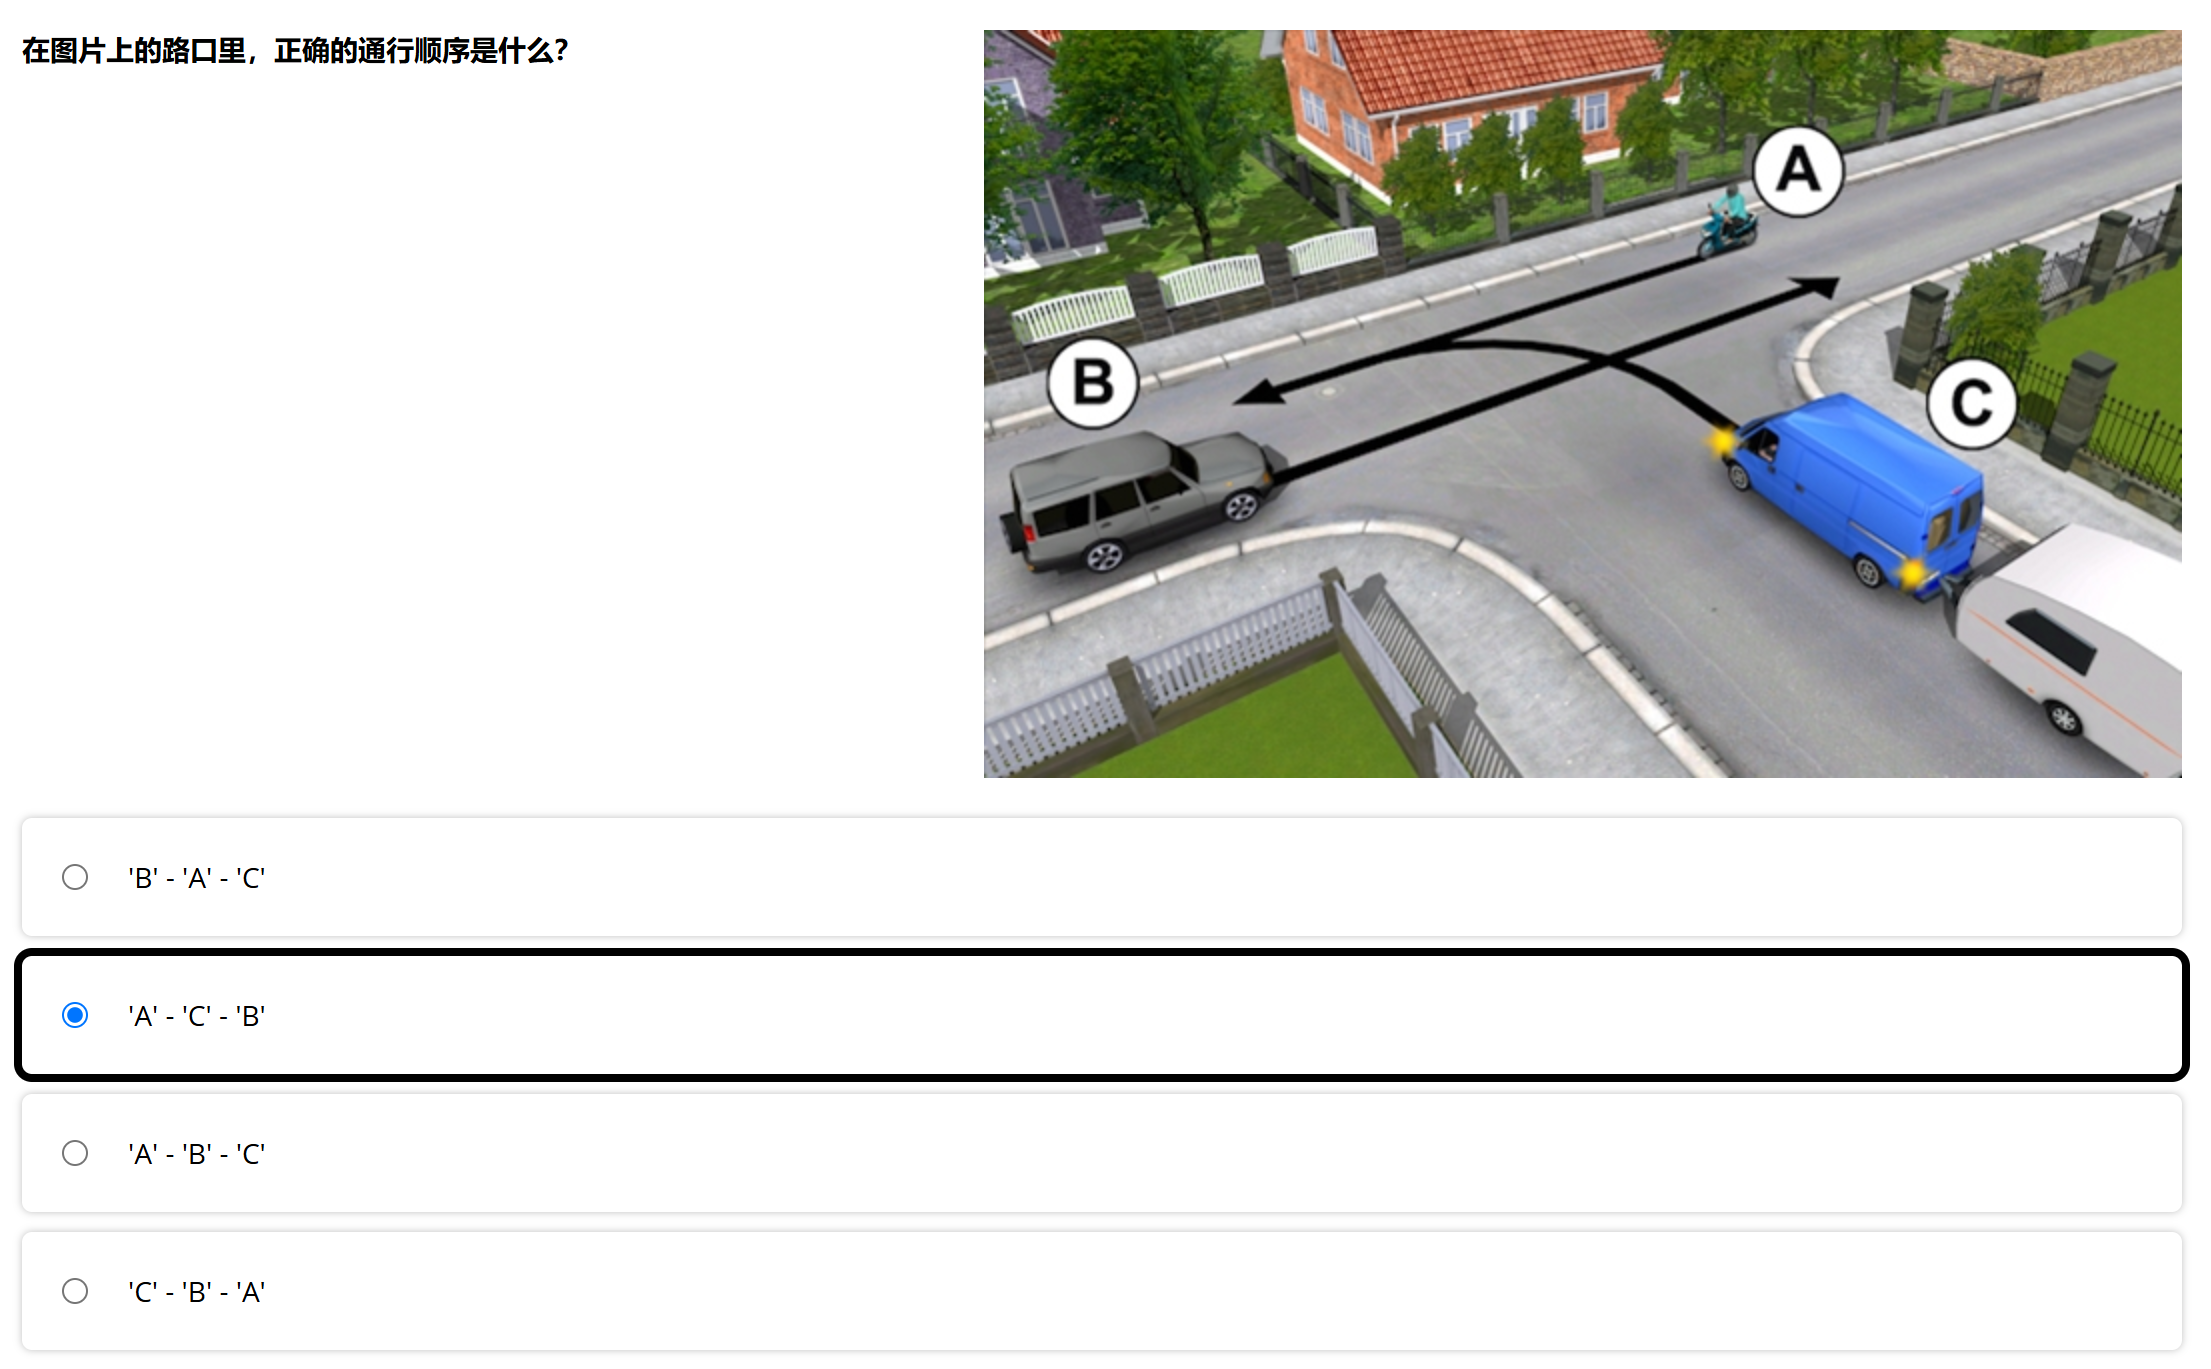 在图片上的路口里，正确的通行顺序是什么？
A
B
C
'B' - 'A' - 'C'
'A' - 'C' - 'B'
'A' - 'B' - 'C'
'C' - 'B' - 'A'